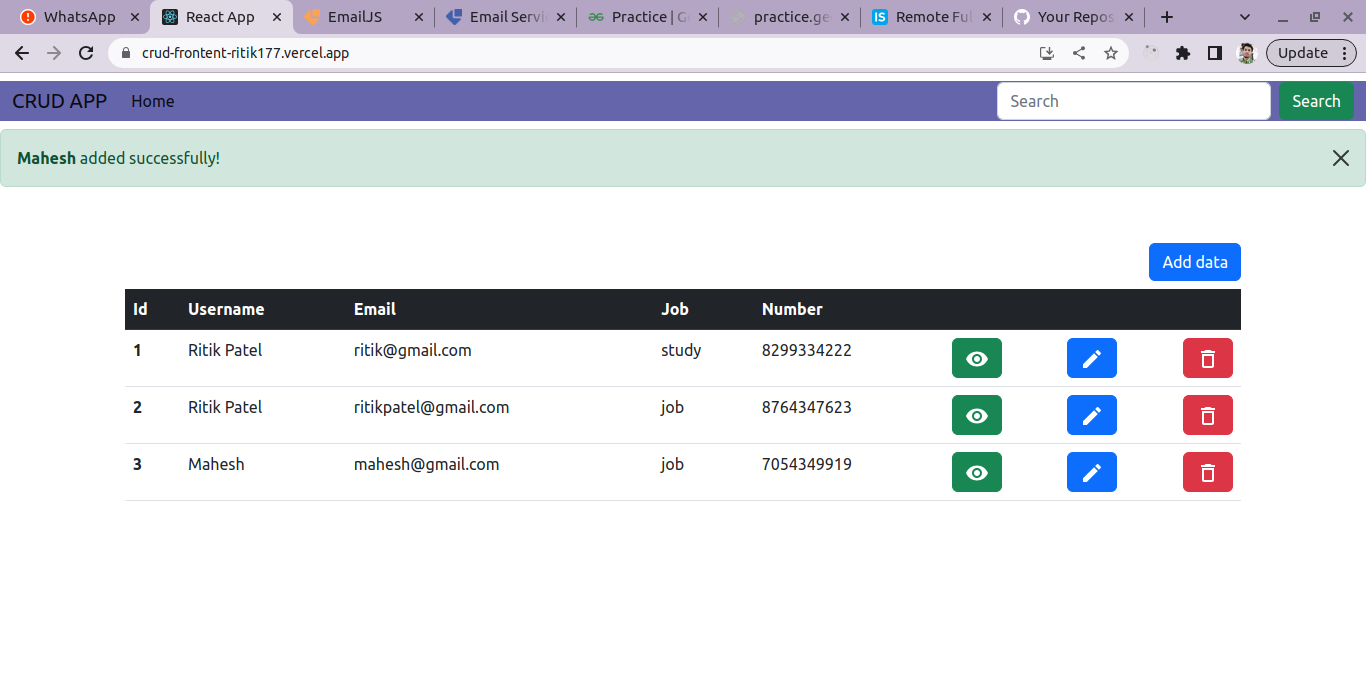 WhatsApp React App EmailJS Email Servi Practice | G practice.ge Remote Ful Your Repos
crud-frontent-ritik177.vercel.app Update
CRUD APP Home Search Search
Mahesh added successfully!
Add data
Id Username Email Job Number
1 Ritik Patel ritik@gmail.com study 8299334222
2 Ritik Patel ritikpatel@gmail.com job 8764347623
3 Mahesh mahesh@gmail.com job 7054349919